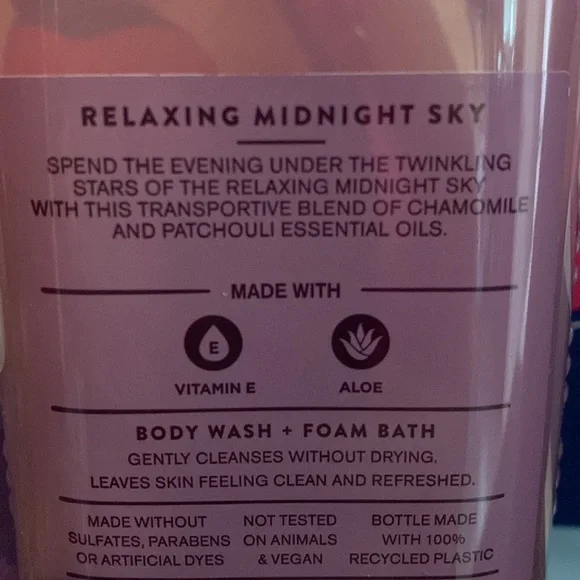 RELAXING MIDNIGHT SKY
SPEND THE EVENING UNDER THE TWINKLING
STARS OF THE RELAXING MIDNIGHT SKY
WITH THIS TRANSPORTIVE BLEND OF CHAMOMILE
AND PATCHOULI ESSENTIAL OILS.
MADE WITH
E
VITAMIN E
ALOE
BODY WASH + FOAM BATH
GENTLY CLEANSES WITHOUT DRYING,
LEAVES SKIN FEELING CLEAN AND REFRESHED.
MADE WITHOUT
SULFATES, PARABENS
OR ARTIFICIAL DYES
NOT TESTED
ON ANIMALS
& VEGAN
BOTTLE MADE
WITH 100%
RECYCLED PLASTIC